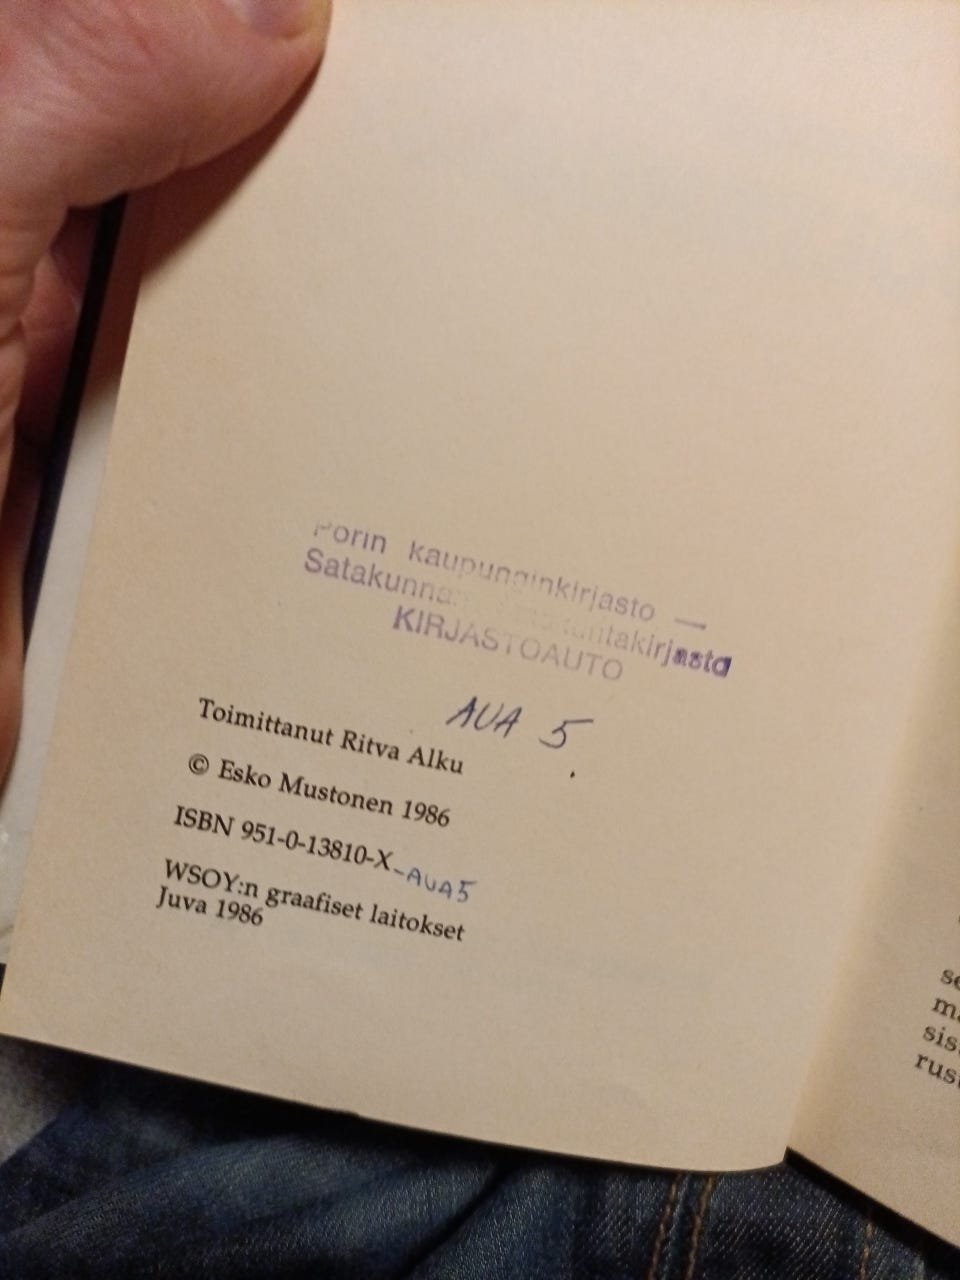 Porin kaupunginkirjasto —
Satakunnan maakuntakirjasto
KIRJASTOAUTO
AUA 5
Toimittanut Ritva Alku
© Esko Mustonen 1986
ISBN 951-0-13810-X-AUA5
WSOY:n graafiset laitokset
Juva 1986